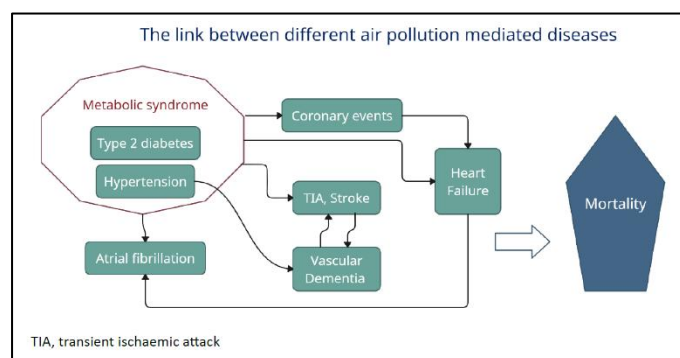 The link between different air pollution mediated diseases
Metabolic syndrome
Type 2 diabetes
Hypertension
Coronary events
Heart
Failure
TIA, Stroke
Vascular
Dementia
Atrial fibrillation
Mortality
TIA, transient ischaemic attack